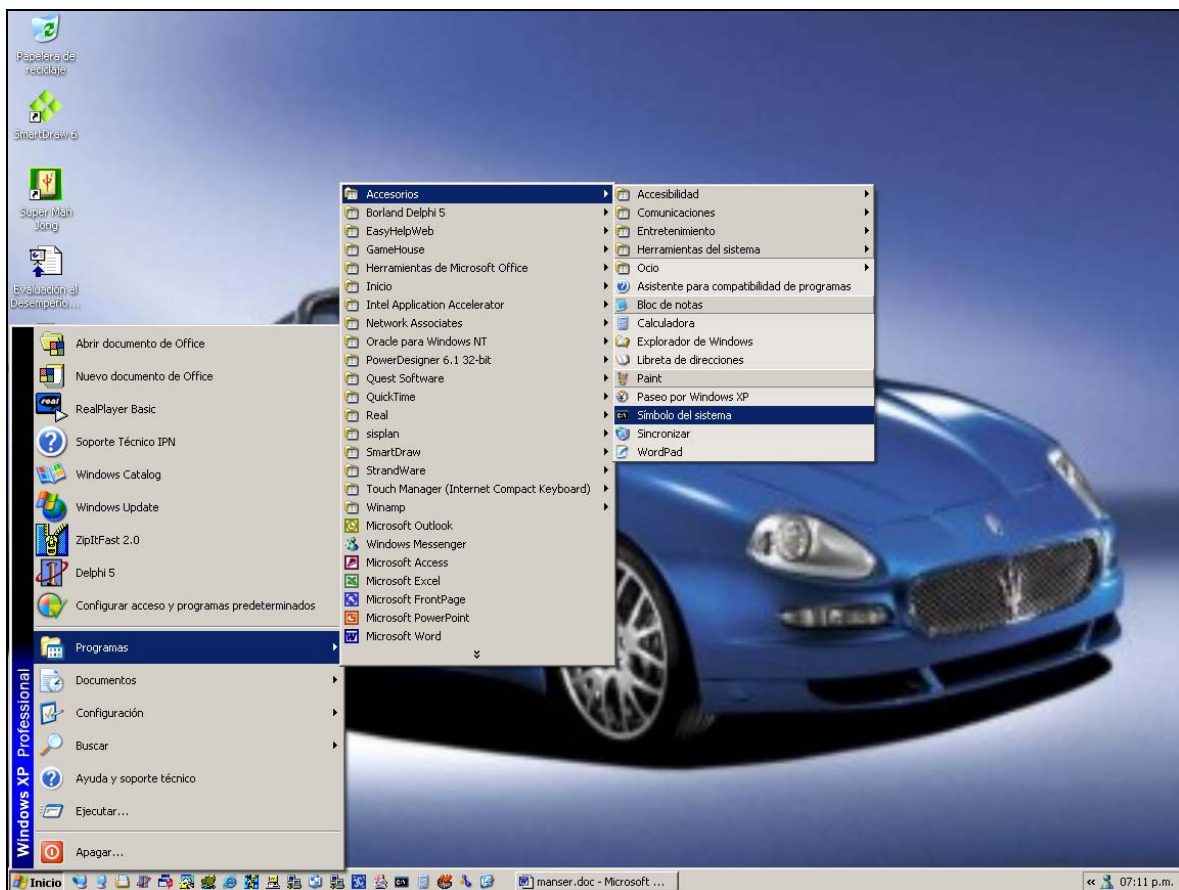 Papelera de
reciclaje
SmartDraw 6
Super Mah
Jong
Evaluación al
Desempeño...
Abrir documento de Office
Nuevo documento de Office
RealPlayer Basic
Soporte Técnico IPN
Windows Catalog
Windows Update
ZipItFast 2.0
Delphi 5
Configurar acceso y programas predeterminados
Programas
Documentos
Configuración
Buscar
Ayuda y soporte técnico
Ejecutar...
Apagar...
Windows XP Professional
Accesorios
Borland Delphi 5
EasyHelpWeb
GameHouse
Herramientas de Microsoft Office
Inicio
Intel Application Accelerator
Network Associates
Oracle para Windows NT
PowerDesigner 6.1 32-bit
Quest Software
QuickTime
Real
sisplan
SmartDraw
StrandWare
Touch Manager (Internet Compact Keyboard)
Winamp
Microsoft Outlook
Windows Messenger
Microsoft Access
Microsoft Excel
Microsoft FrontPage
Microsoft PowerPoint
Microsoft Word
Accesibilidad
Comunicaciones
Entretenimiento
Herramientas del sistema
Ocio
Asistente para compatibilidad de programas
Bloc de notas
Calculadora
Explorador de Windows
Libreta de direcciones
Paint
Paseo por Windows XP
Símbolo del sistema
Sincronizar
WordPad
Inicio
manser.doc - Microsoft ...
07:11 p.m.